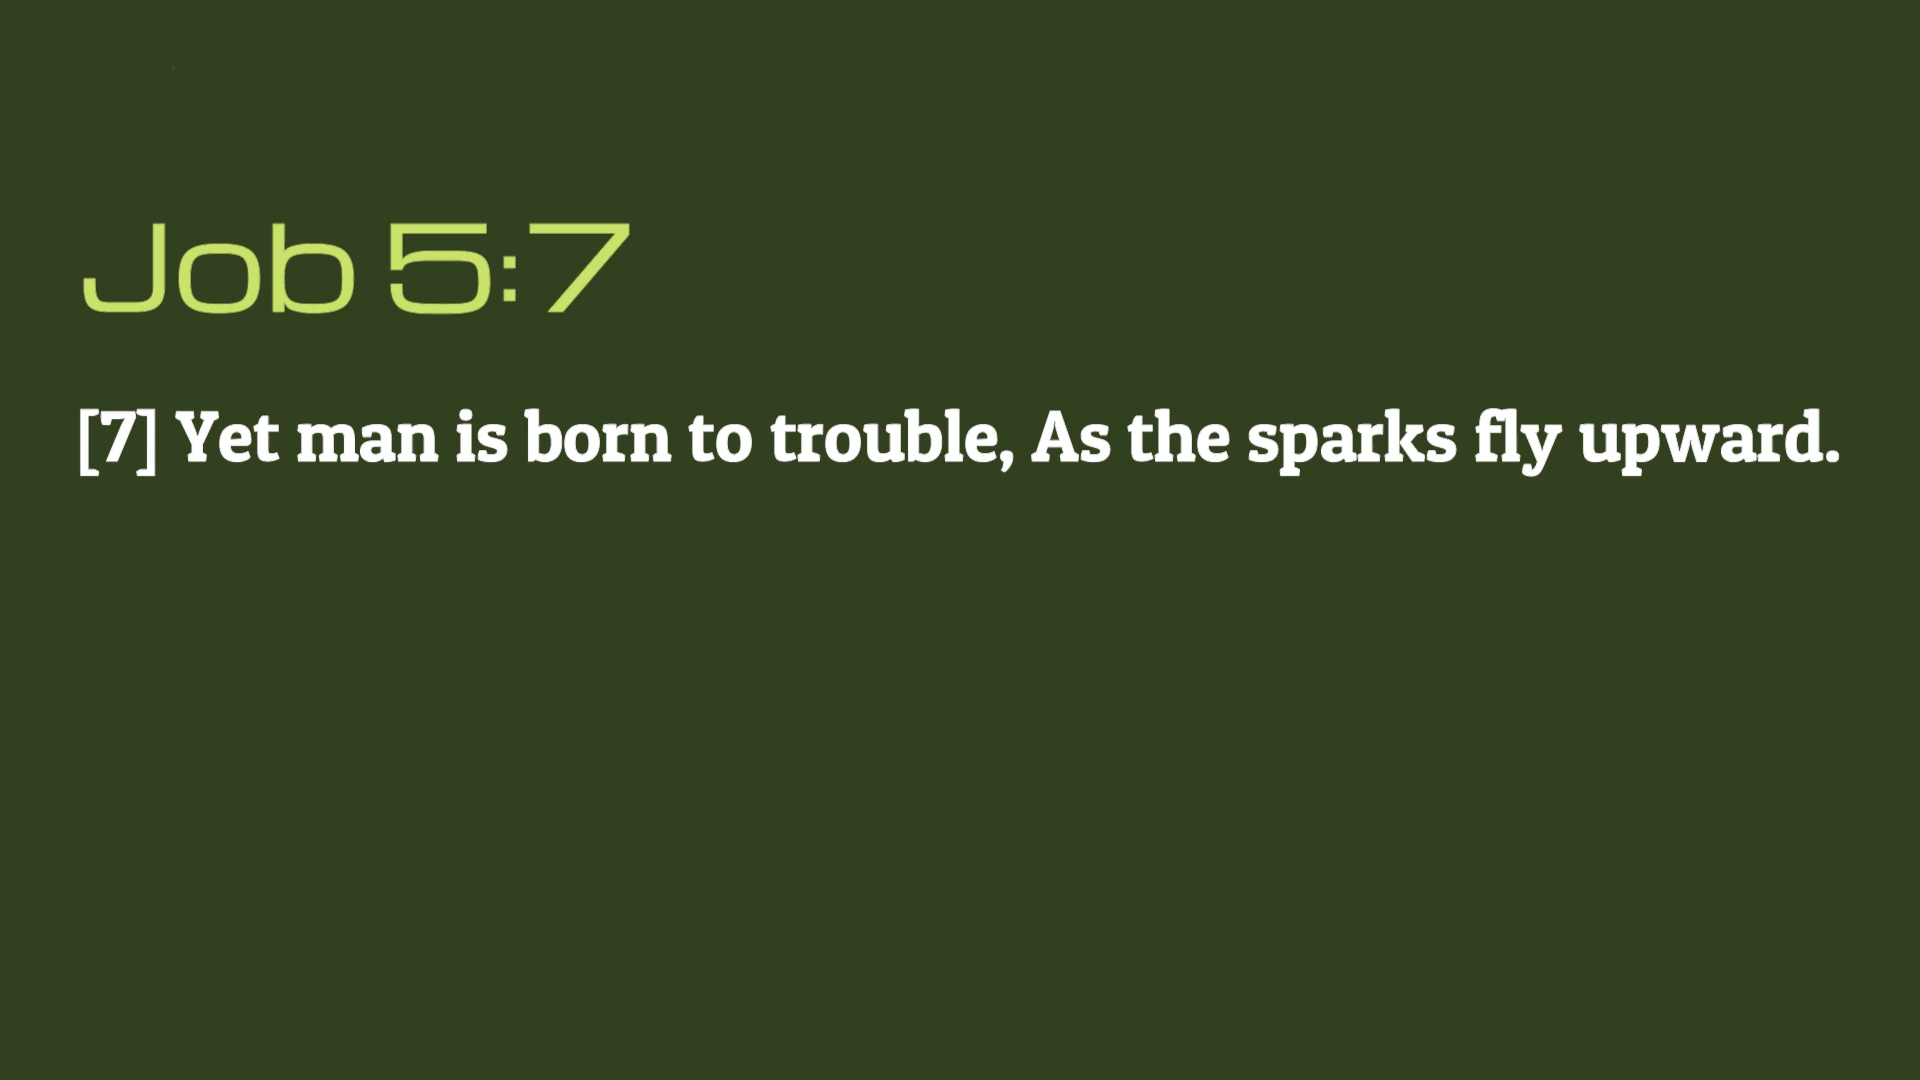 Job 5:7
[7] Yet man is born to trouble, As the sparks fly upward.